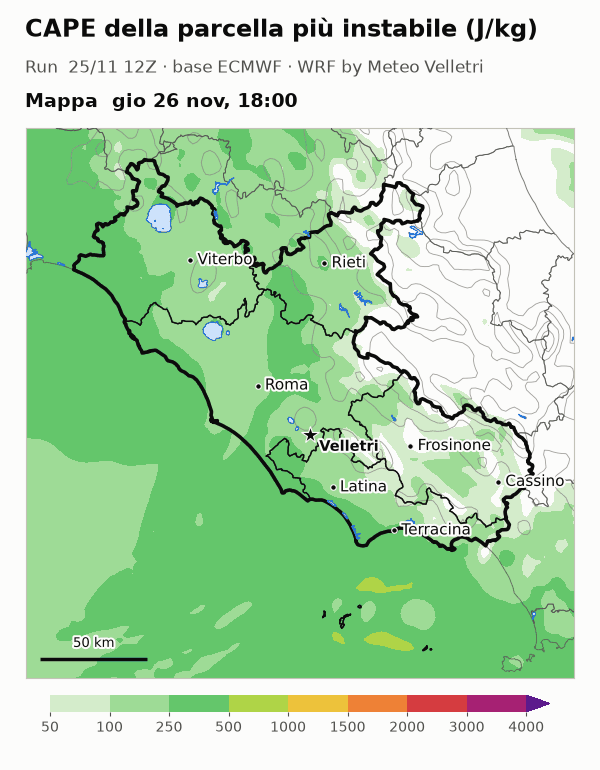 CAPE della parcella più instabile (J/kg)
Run  25/11 12Z · base ECMWF · WRF by Meteo Velletri
Mappa  gio 26 nov, 18:00
Viterbo
Rieti
Roma
Velletri
Frosinone
Cassino
Latina
Terracina
50 km
50 100 250 500 1000 1500 2000 3000 4000